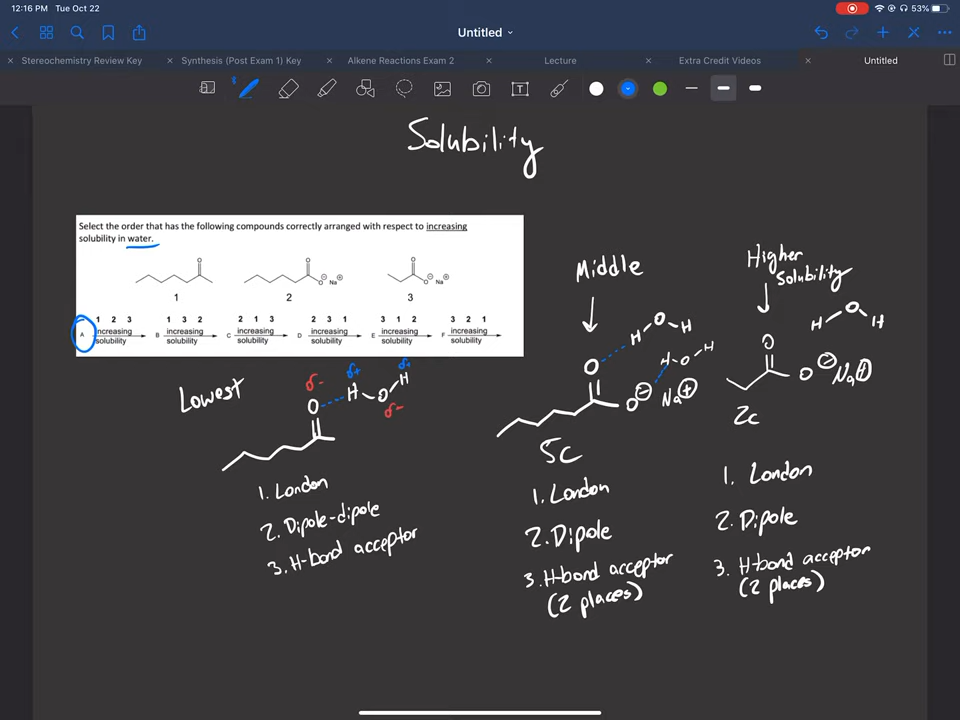 12:16 PM Tue Oct 22
53%
Untitled
Stereochemistry Review Key
Synthesis (Post Exam 1) Key
Alkene Reactions Exam 2
Lecture
Extra Credit Videos
Untitled
Solubility
Select the order that has the following compounds correctly arranged with respect to increasing
solubility in water.
O
O
O
O ⊖ Na ⊕
O ⊖ Na ⊕
1
2
3
1 2 3
1 3 2
2 1 3
2 3 1
3 1 2
3 2 1
A increasing
solubility
B increasing
solubility
C increasing
solubility
D increasing
solubility
E increasing
solubility
F increasing
solubility
Lowest
δ- δ+ δ+
O H O H
δ-
1. London
2. Dipole-dipole
3. H-bond acceptor
Middle
H O H
H O H
O
O ⊖ Na ⊕
5c
1. London
2. Dipole
3. H-bond acceptor
(2 places)
Higher
Solubility
H O H
O
O ⊖ Na ⊕
2c
1. London
2. Dipole
3. H-bond acceptor
(2 places)